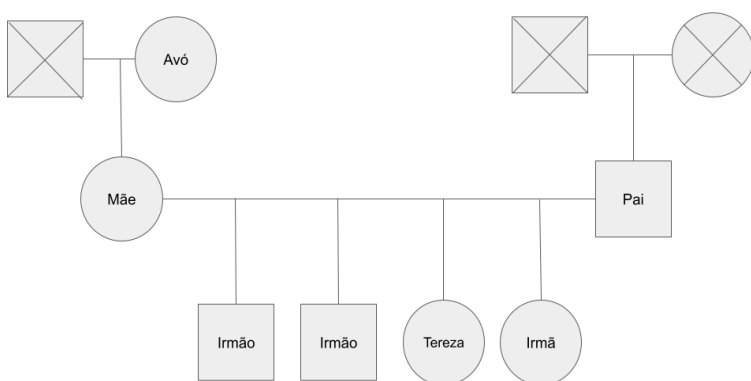 Avó
Mãe
Pai
Irmão
Irmão
Tereza
Irmã